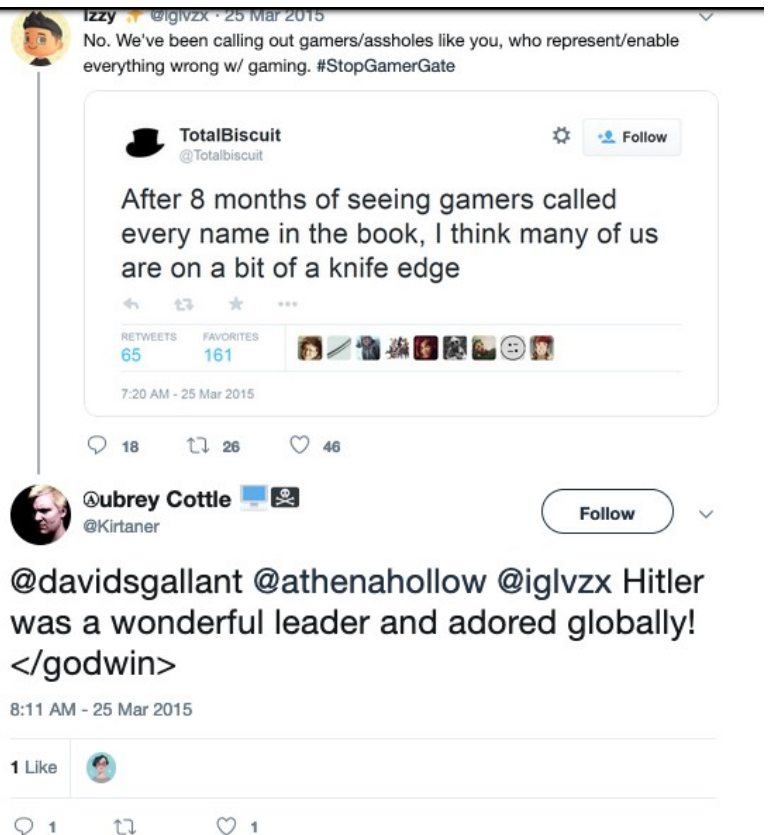 Izzy ✨ @iglvzx · 25 Mar 2015
No. We've been calling out gamers/assholes like you, who represent/enable
everything wrong w/ gaming. #StopGamerGate
TotalBiscuit
@Totalbiscuit
Follow
After 8 months of seeing gamers called
every name in the book, I think many of us
are on a bit of a knife edge
RETWEETS FAVORITES
65 161
7:20 AM - 25 Mar 2015
18 26 46
Ⓐubrey Cottle 🖥️🏴‍☠️
@Kirtaner
Follow
@davidsgallant @athenahollow @iglvzx Hitler
was a wonderful leader and adored globally!
</godwin>
8:11 AM - 25 Mar 2015
1 Like
1 1